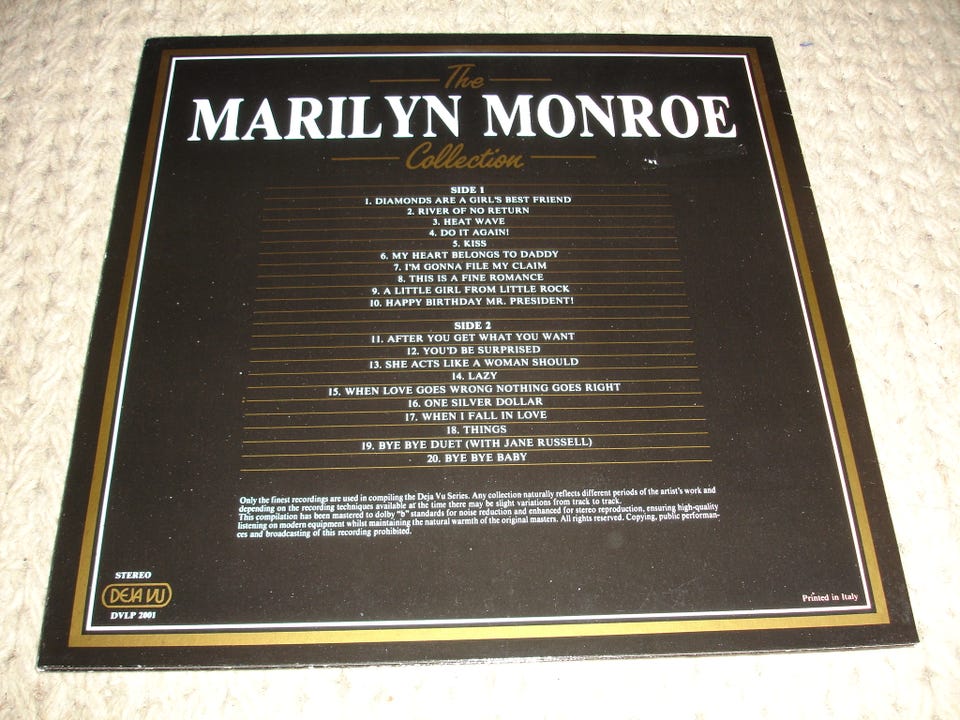 The
MARILYN MONROE
Collection
SIDE 1
1. DIAMONDS ARE A GIRL'S BEST FRIEND
2. RIVER OF NO RETURN
3. HEAT WAVE
4. DO IT AGAIN!
5. KISS
6. MY HEART BELONGS TO DADDY
7. I'M GONNA FILE MY CLAIM
8. THIS IS A FINE ROMANCE
9. A LITTLE GIRL FROM LITTLE ROCK
10. HAPPY BIRTHDAY MR. PRESIDENT!
SIDE 2
11. AFTER YOU GET WHAT YOU WANT
12. YOU'D BE SURPRISED
13. SHE ACTS LIKE A WOMAN SHOULD
14. LAZY
15. WHEN LOVE GOES WRONG NOTHING GOES RIGHT
16. ONE SILVER DOLLAR
17. WHEN I FALL IN LOVE
18. THINGS
19. BYE BYE DUET (WITH JANE RUSSELL)
20. BYE BYE BABY
Only the finest recordings are used in compiling the Deja Vu Series. Any collection naturally reflects different periods of the artist's work and
depending on the recording techniques available at the time there may be slight variations from track to track.
This compilation has been mastered to dolby "b" standards for noise reduction and enhanced for stereo reproduction, ensuring high-quality
listening on modern equipment whilst maintaining the natural warmth of the original masters. All rights reserved. Copying, public performan-
ces and broadcasting of this recording prohibited.
STEREO
DEJA VU
DVLP 2001
Printed in Italy